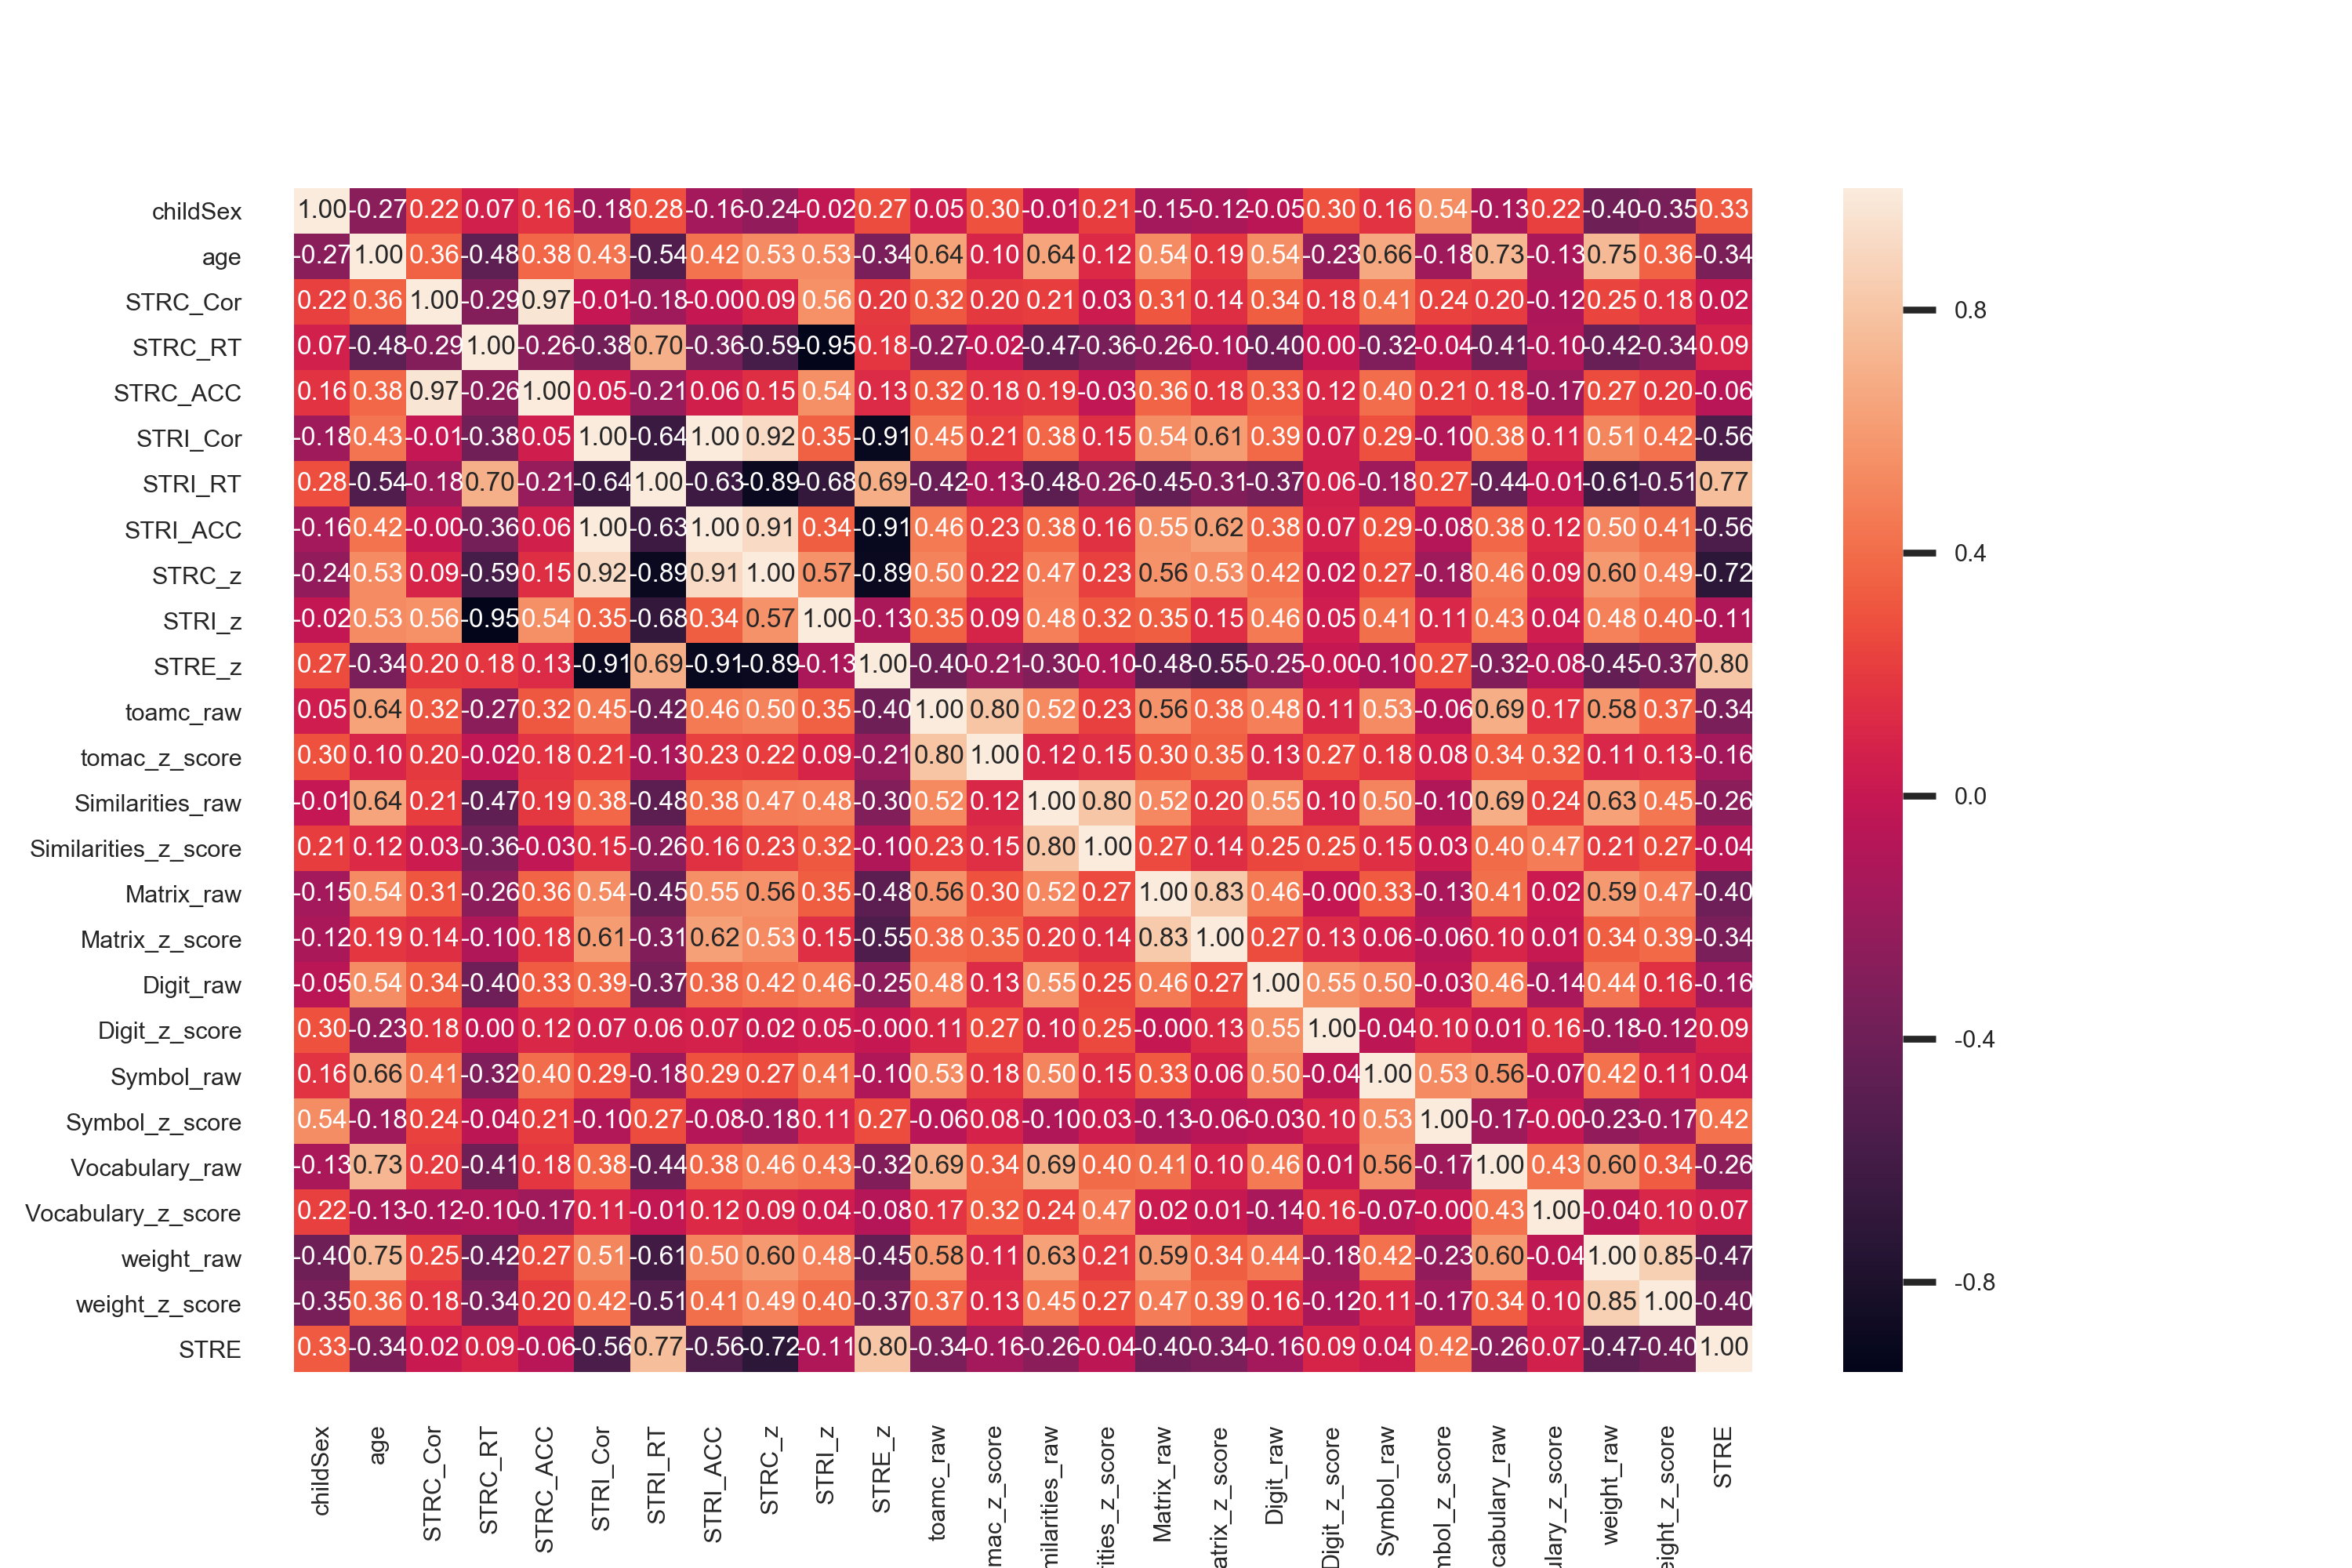 childSex 1.00 -0.27 0.22 0.07 0.16 -0.18 0.28 -0.16 -0.24 -0.02 0.27 0.05 0.30 -0.01 0.21 -0.15 -0.12 -0.05 0.30 0.16 0.54 -0.13 0.22 -0.40 -0.35 0.33
age -0.27 1.00 0.36 -0.48 0.38 0.43 -0.54 0.42 0.53 0.53 -0.34 0.64 0.10 0.64 0.12 0.54 0.19 0.54 -0.23 0.66 -0.18 0.73 -0.13 0.75 0.36 -0.34
STRC_Cor 0.22 0.36 1.00 -0.29 0.97 -0.01 -0.18 -0.00 0.09 0.56 0.20 0.32 0.20 0.21 0.03 0.31 0.14 0.34 0.18 0.41 0.24 0.20 -0.12 0.25 0.18 0.02
0.8
STRC_RT 0.07 -0.48 -0.29 1.00 -0.26 -0.38 0.70 -0.36 -0.59 -0.95 0.18 -0.27 -0.02 -0.47 -0.36 -0.26 -0.10 -0.40 0.00 -0.32 -0.04 -0.41 -0.10 -0.42 -0.34 0.09
STRC_ACC 0.16 0.38 0.97 -0.26 1.00 0.05 -0.21 0.06 0.15 0.54 0.13 0.32 0.18 0.19 -0.03 0.36 0.18 0.33 0.12 0.40 0.21 0.18 -0.17 0.27 0.20 -0.06
STRI_Cor -0.18 0.43 -0.01 -0.38 0.05 1.00 -0.64 1.00 0.92 0.35 -0.91 0.45 0.21 0.38 0.15 0.54 0.61 0.39 0.07 0.29 -0.10 0.38 0.11 0.51 0.42 -0.56
STRI_RT 0.28 -0.54 -0.18 0.70 -0.21 -0.64 1.00 -0.63 -0.89 -0.68 0.69 -0.42 -0.13 -0.48 -0.26 -0.45 -0.31 -0.37 0.06 -0.18 0.27 -0.44 -0.01 -0.61 -0.51 0.77
STRI_ACC -0.16 0.42 -0.00 -0.36 0.06 1.00 -0.63 1.00 0.91 0.34 -0.91 0.46 0.23 0.38 0.16 0.55 0.62 0.38 0.07 0.29 -0.08 0.38 0.12 0.50 0.41 -0.56
0.4
STRC_z -0.24 0.53 0.09 -0.59 0.15 0.92 -0.89 0.91 1.00 0.57 -0.89 0.50 0.22 0.47 0.23 0.56 0.53 0.42 0.02 0.27 -0.18 0.46 0.09 0.60 0.49 -0.72
STRI_z -0.02 0.53 0.56 -0.95 0.54 0.35 -0.68 0.34 0.57 1.00 -0.13 0.35 0.09 0.48 0.32 0.35 0.15 0.46 0.05 0.41 0.11 0.43 0.04 0.48 0.40 -0.11
STRE_z 0.27 -0.34 0.20 0.18 0.13 -0.91 0.69 -0.91 -0.89 -0.13 1.00 -0.40 -0.21 -0.30 -0.10 -0.48 -0.55 -0.25 -0.00 -0.10 0.27 -0.32 -0.08 -0.45 -0.37 0.80
toamc_raw 0.05 0.64 0.32 -0.27 0.32 0.45 -0.42 0.46 0.50 0.35 -0.40 1.00 0.80 0.52 0.23 0.56 0.38 0.48 0.11 0.53 -0.06 0.69 0.17 0.58 0.37 -0.34
tomac_z_score 0.30 0.10 0.20 -0.02 0.18 0.21 -0.13 0.23 0.22 0.09 -0.21 0.80 1.00 0.12 0.15 0.30 0.35 0.13 0.27 0.18 0.08 0.34 0.32 0.11 0.13 -0.16
0.0
Similarities_raw -0.01 0.64 0.21 -0.47 0.19 0.38 -0.48 0.38 0.47 0.48 -0.30 0.52 0.12 1.00 0.80 0.52 0.20 0.55 0.10 0.50 -0.10 0.69 0.24 0.63 0.45 -0.26
Similarities_z_score 0.21 0.12 0.03 -0.36 -0.03 0.15 -0.26 0.16 0.23 0.32 -0.10 0.23 0.15 0.80 1.00 0.27 0.14 0.25 0.25 0.15 0.03 0.40 0.47 0.21 0.27 -0.04
Matrix_raw -0.15 0.54 0.31 -0.26 0.36 0.54 -0.45 0.55 0.56 0.35 -0.48 0.56 0.30 0.52 0.27 1.00 0.83 0.46 -0.00 0.33 -0.13 0.41 0.02 0.59 0.47 -0.40
Matrix_z_score -0.12 0.19 0.14 -0.10 0.18 0.61 -0.31 0.62 0.53 0.15 -0.55 0.38 0.35 0.20 0.14 0.83 1.00 0.27 0.13 0.06 -0.06 0.10 0.01 0.34 0.39 -0.34
Digit_raw -0.05 0.54 0.34 -0.40 0.33 0.39 -0.37 0.38 0.42 0.46 -0.25 0.48 0.13 0.55 0.25 0.46 0.27 1.00 0.55 0.50 -0.03 0.46 -0.14 0.44 0.16 -0.16
Digit_z_score 0.30 -0.23 0.18 0.00 0.12 0.07 0.06 0.07 0.02 0.05 -0.00 0.11 0.27 0.10 0.25 -0.00 0.13 0.55 1.00 -0.04 0.10 0.01 0.16 -0.18 -0.12 0.09
-0.4
Symbol_raw 0.16 0.66 0.41 -0.32 0.40 0.29 -0.18 0.29 0.27 0.41 -0.10 0.53 0.18 0.50 0.15 0.33 0.06 0.50 -0.04 1.00 0.53 0.56 -0.07 0.42 0.11 0.04
Symbol_z_score 0.54 -0.18 0.24 -0.04 0.21 -0.10 0.27 -0.08 -0.18 0.11 0.27 -0.06 0.08 -0.10 0.03 -0.13 -0.06 -0.03 0.10 0.53 1.00 -0.17 -0.00 -0.23 -0.17 0.42
Vocabulary_raw -0.13 0.73 0.20 -0.41 0.18 0.38 -0.44 0.38 0.46 0.43 -0.32 0.69 0.34 0.69 0.40 0.41 0.10 0.46 0.01 0.56 -0.17 1.00 0.43 0.60 0.34 -0.26
Vocabulary_z_score 0.22 -0.13 -0.12 -0.10 -0.17 0.11 -0.01 0.12 0.09 0.04 -0.08 0.17 0.32 0.24 0.47 0.02 0.01 -0.14 0.16 -0.07 -0.00 0.43 1.00 -0.04 0.10 0.07
weight_raw -0.40 0.75 0.25 -0.42 0.27 0.51 -0.61 0.50 0.60 0.48 -0.45 0.58 0.11 0.63 0.21 0.59 0.34 0.44 -0.18 0.42 -0.23 0.60 -0.04 1.00 0.85 -0.47
-0.8
weight_z_score -0.35 0.36 0.18 -0.34 0.20 0.42 -0.51 0.41 0.49 0.40 -0.37 0.37 0.13 0.45 0.27 0.47 0.39 0.16 -0.12 0.11 -0.17 0.34 0.10 0.85 1.00 -0.40
STRE 0.33 -0.34 0.02 0.09 -0.06 -0.56 0.77 -0.56 -0.72 -0.11 0.80 -0.34 -0.16 -0.26 -0.04 -0.40 -0.34 -0.16 0.09 0.04 0.42 -0.26 0.07 -0.47 -0.40 1.00
childSex
age
STRC_Cor
STRC_RT
STRC_ACC
STRI_Cor
STRI_RT
STRI_ACC
STRC_z
STRI_z
STRE_z
toamc_raw
mac_z_score
milarities_raw
ities_z_score
Matrix_raw
atrix_z_score
Digit_raw
Digit_z_score
Symbol_raw
mbol_z_score
cabulary_raw
ulary_z_score
weight_raw
eight_z_score
STRE